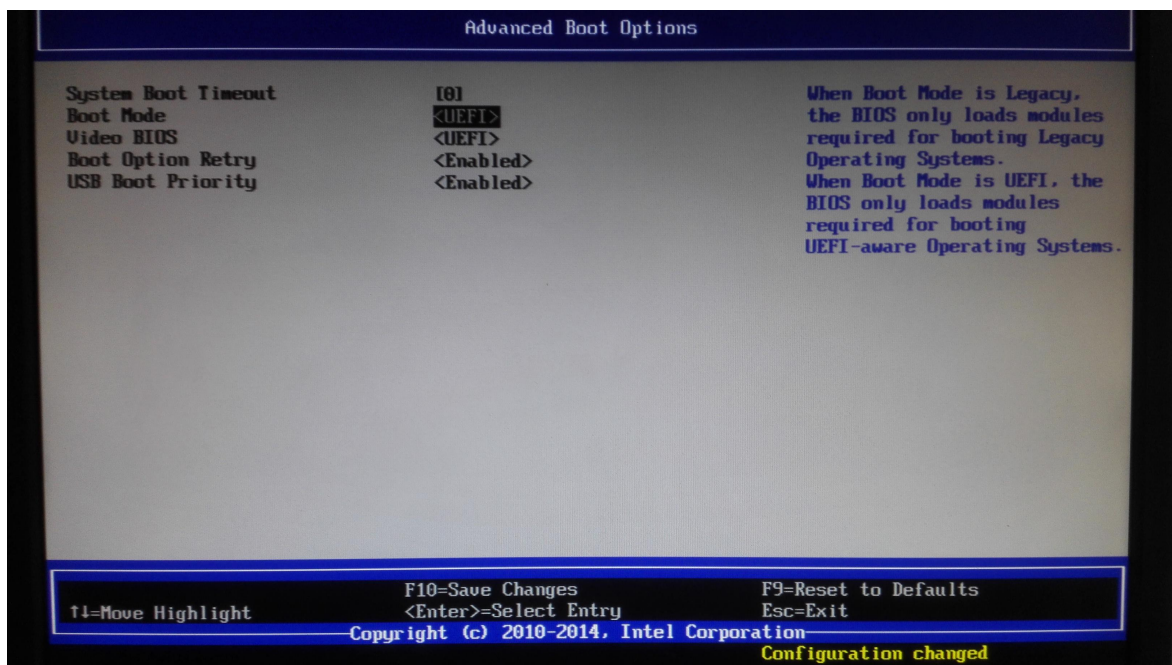 Advanced Boot Options
System Boot Timeout [0]
Boot Mode <UEFI>
Video BIOS <UEFI>
Boot Option Retry <Enabled>
USB Boot Priority <Enabled>
When Boot Mode is Legacy,
the BIOS only loads modules
required for booting Legacy
Operating Systems.
When Boot Mode is UEFI, the
BIOS only loads modules
required for booting
UEFI-aware Operating Systems.
F10=Save Changes F9=Reset to Defaults
↑↓=Move Highlight <Enter>=Select Entry Esc=Exit
Copyright (c) 2010-2014, Intel Corporation
Configuration changed